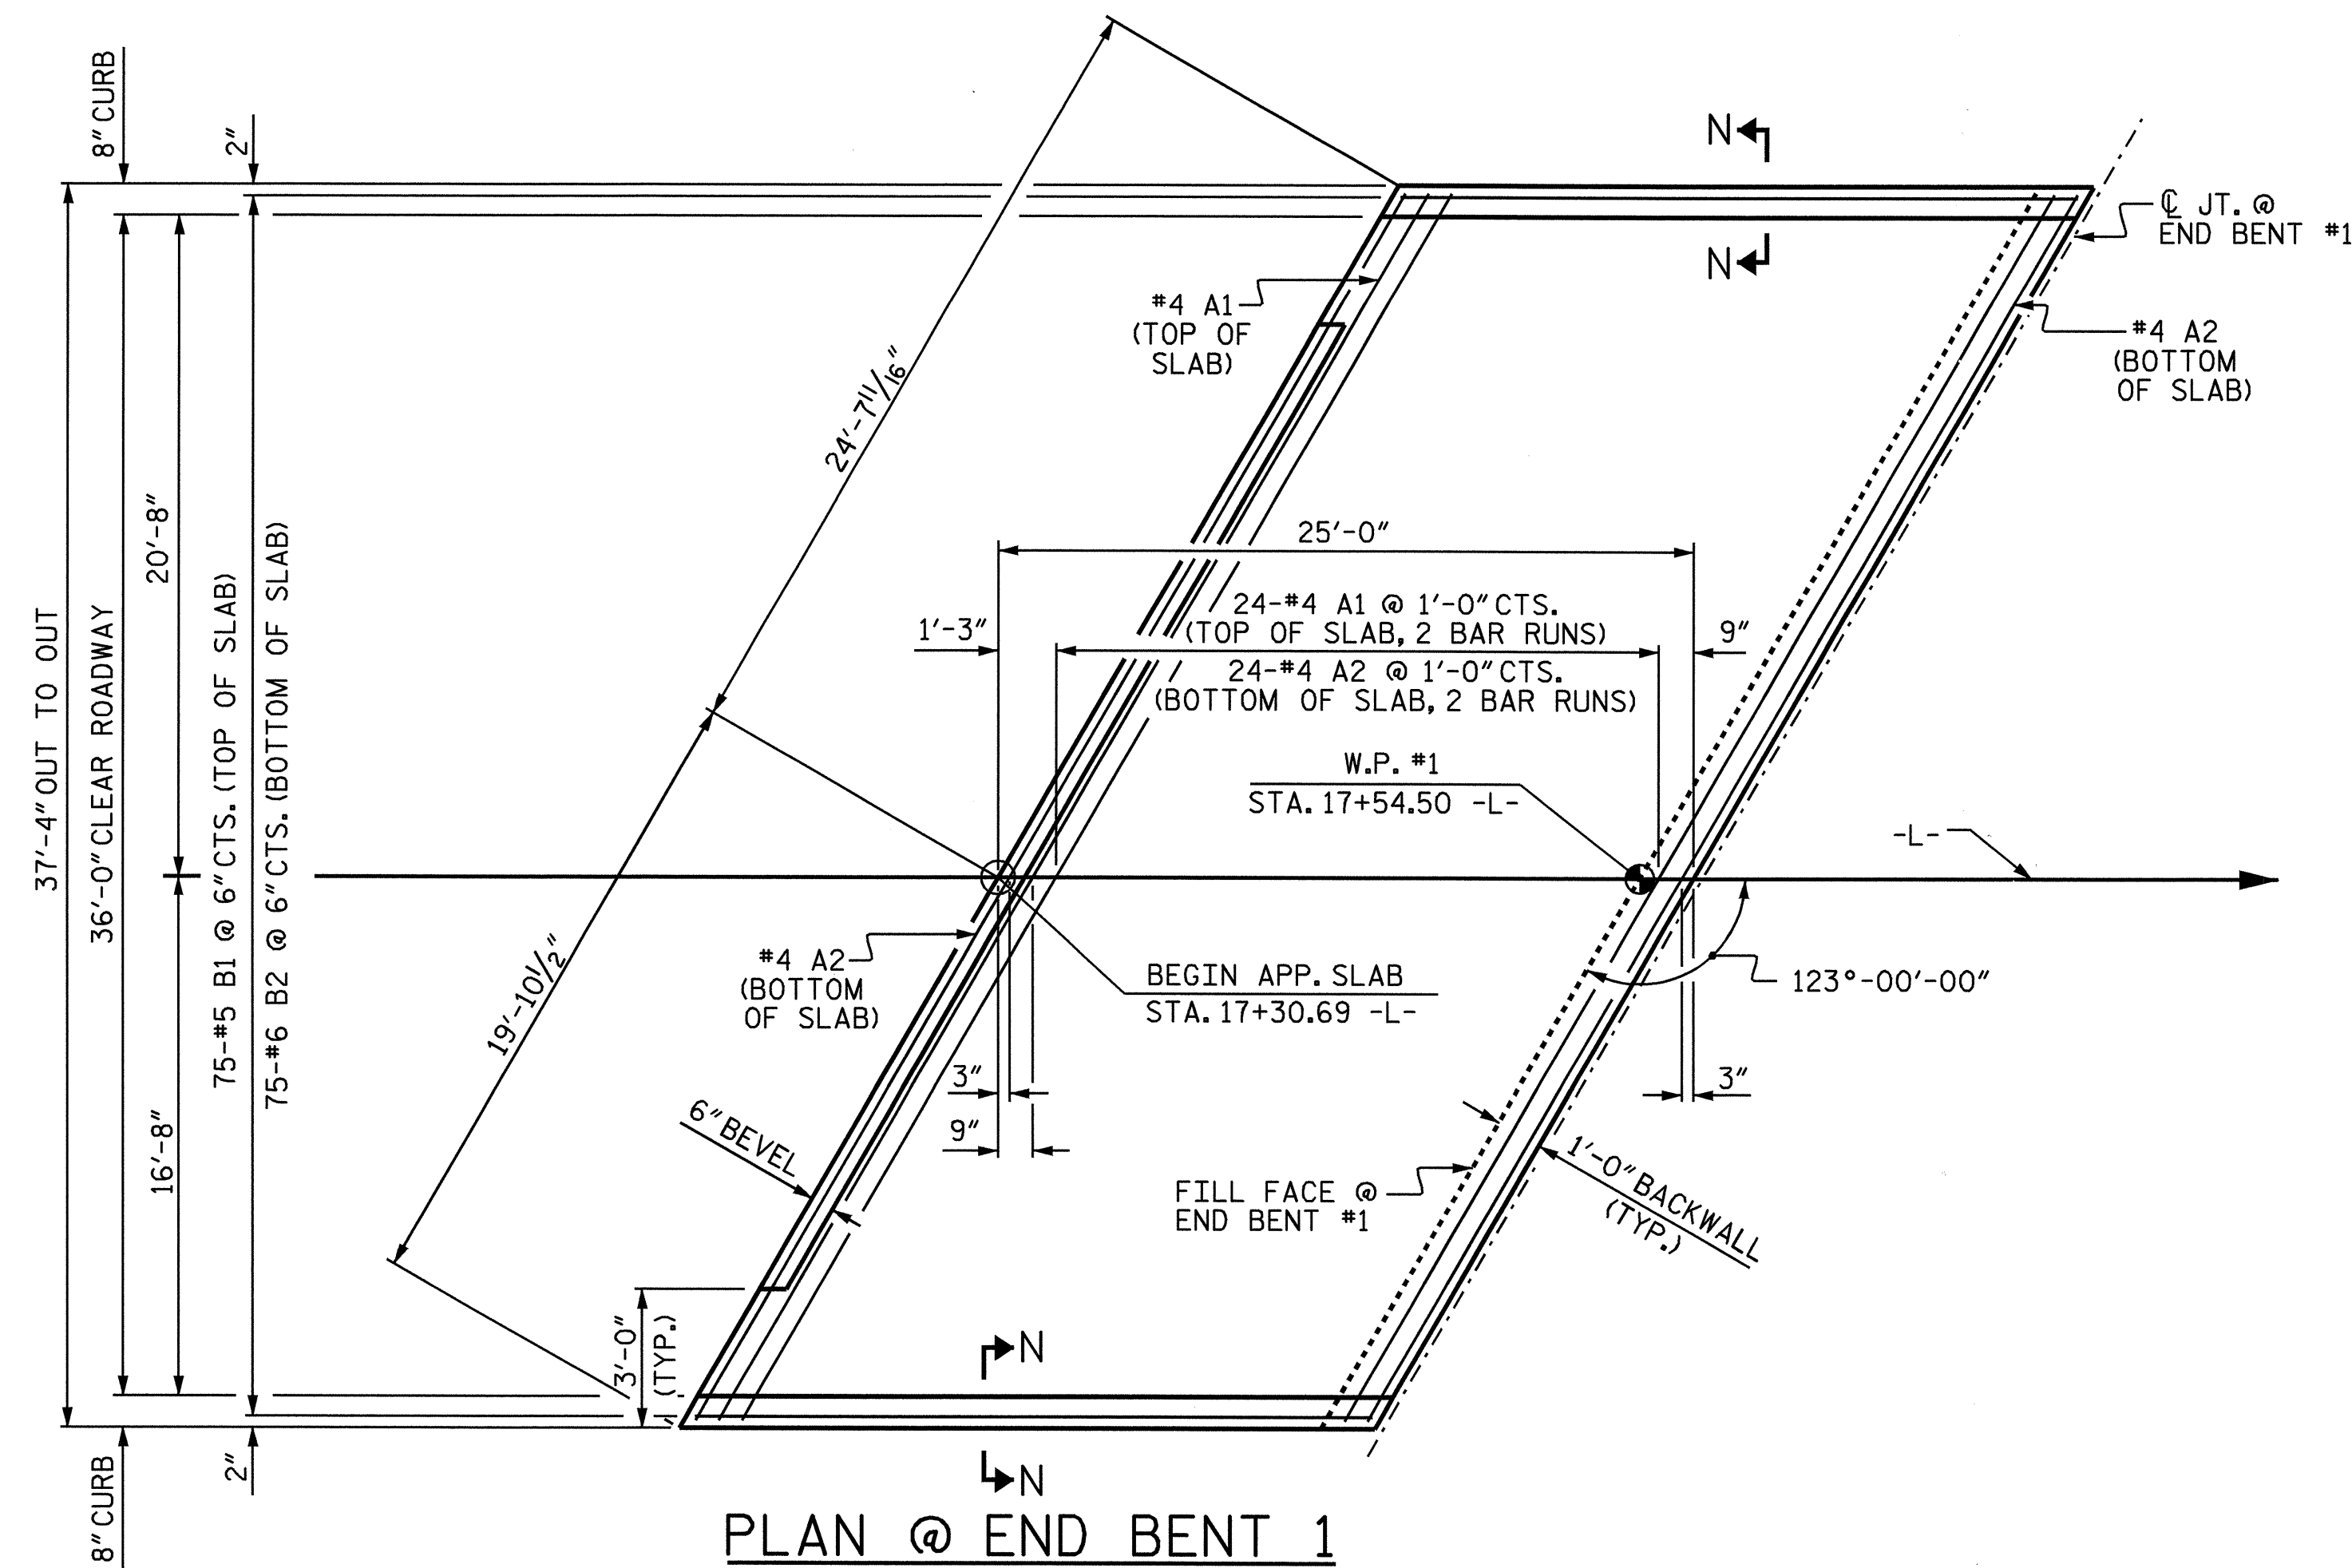 8" CURB
2"
37'-4" OUT TO OUT
36'-0" CLEAR ROADWAY
20'-8"
16'-8"
75-#5 B1 @ 6" CTS. (TOP OF SLAB)
75-#6 B2 @ 6" CTS. (BOTTOM OF SLAB)
2"
8" CURB
24'-7 11/16"
19'-10 1/2"
N
N
℄ JT. @
END BENT #1
#4 A1
(TOP OF
SLAB)
#4 A2
(BOTTOM
OF SLAB)
25'-0"
1'-3"
24-#4 A1 @ 1'-0" CTS.
(TOP OF SLAB, 2 BAR RUNS)
9"
24-#4 A2 @ 1'-0" CTS.
(BOTTOM OF SLAB, 2 BAR RUNS)
W.P. #1
STA. 17+54.50 -L-
-L-
#4 A2
(BOTTOM
OF SLAB)
BEGIN APP. SLAB
STA. 17+30.69 -L-
123°-00'-00"
3"
9"
3"
6" BEVEL
FILL FACE @
END BENT #1
1'-0" BACKWALL
(TYP.)
3'-0"
(TYP.)
N
N
PLAN @ END BENT 1